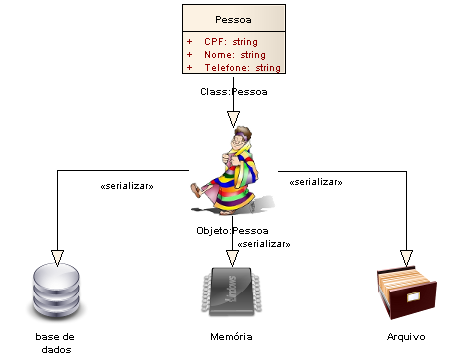 Pessoa
+ CPF: string
+ Nome: string
+ Telefone: string
Class:Pessoa
«serializar»
«serializar»
Objeto:Pessoa
«serializar»
base de
dados
Memória
Arquivo